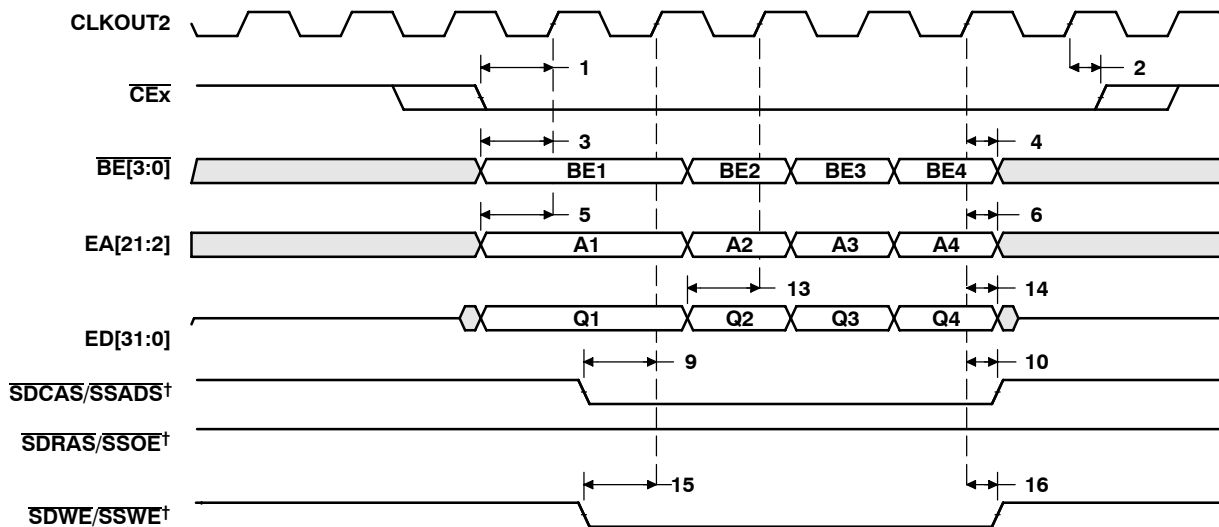 CLKOUT2
1
2
CEx
3
4
BE[3:0]
BE1
BE2
BE3
BE4
5
6
EA[21:2]
A1
A2
A3
A4
13
14
ED[31:0]
Q1
Q2
Q3
Q4
9
10
SDCAS/SSADS†
SDRAS/SSOE†
15
16
SDWE/SSWE†